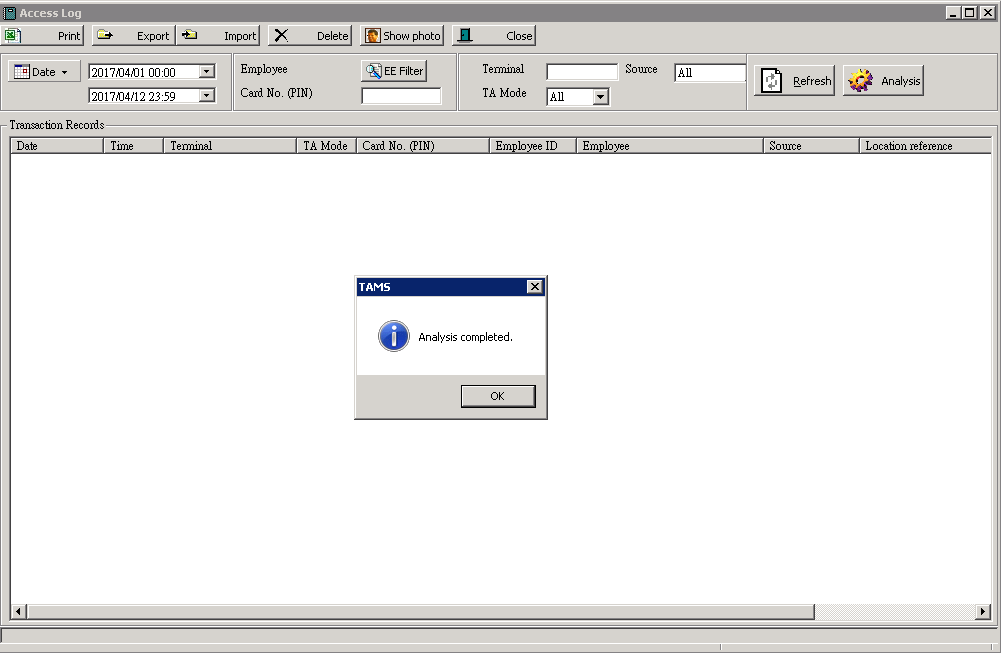 Access Log
Print Export Import Delete Show photo Close
Date 2017/04/01 00:00 Employee EE Filter Terminal Source All Refresh Analysis
2017/04/12 23:59 Card No. (PIN) TA Mode All
Transaction Records
Date Time Terminal TA Mode Card No. (PIN) Employee ID Employee Source Location reference
TAMS
Analysis completed.
OK